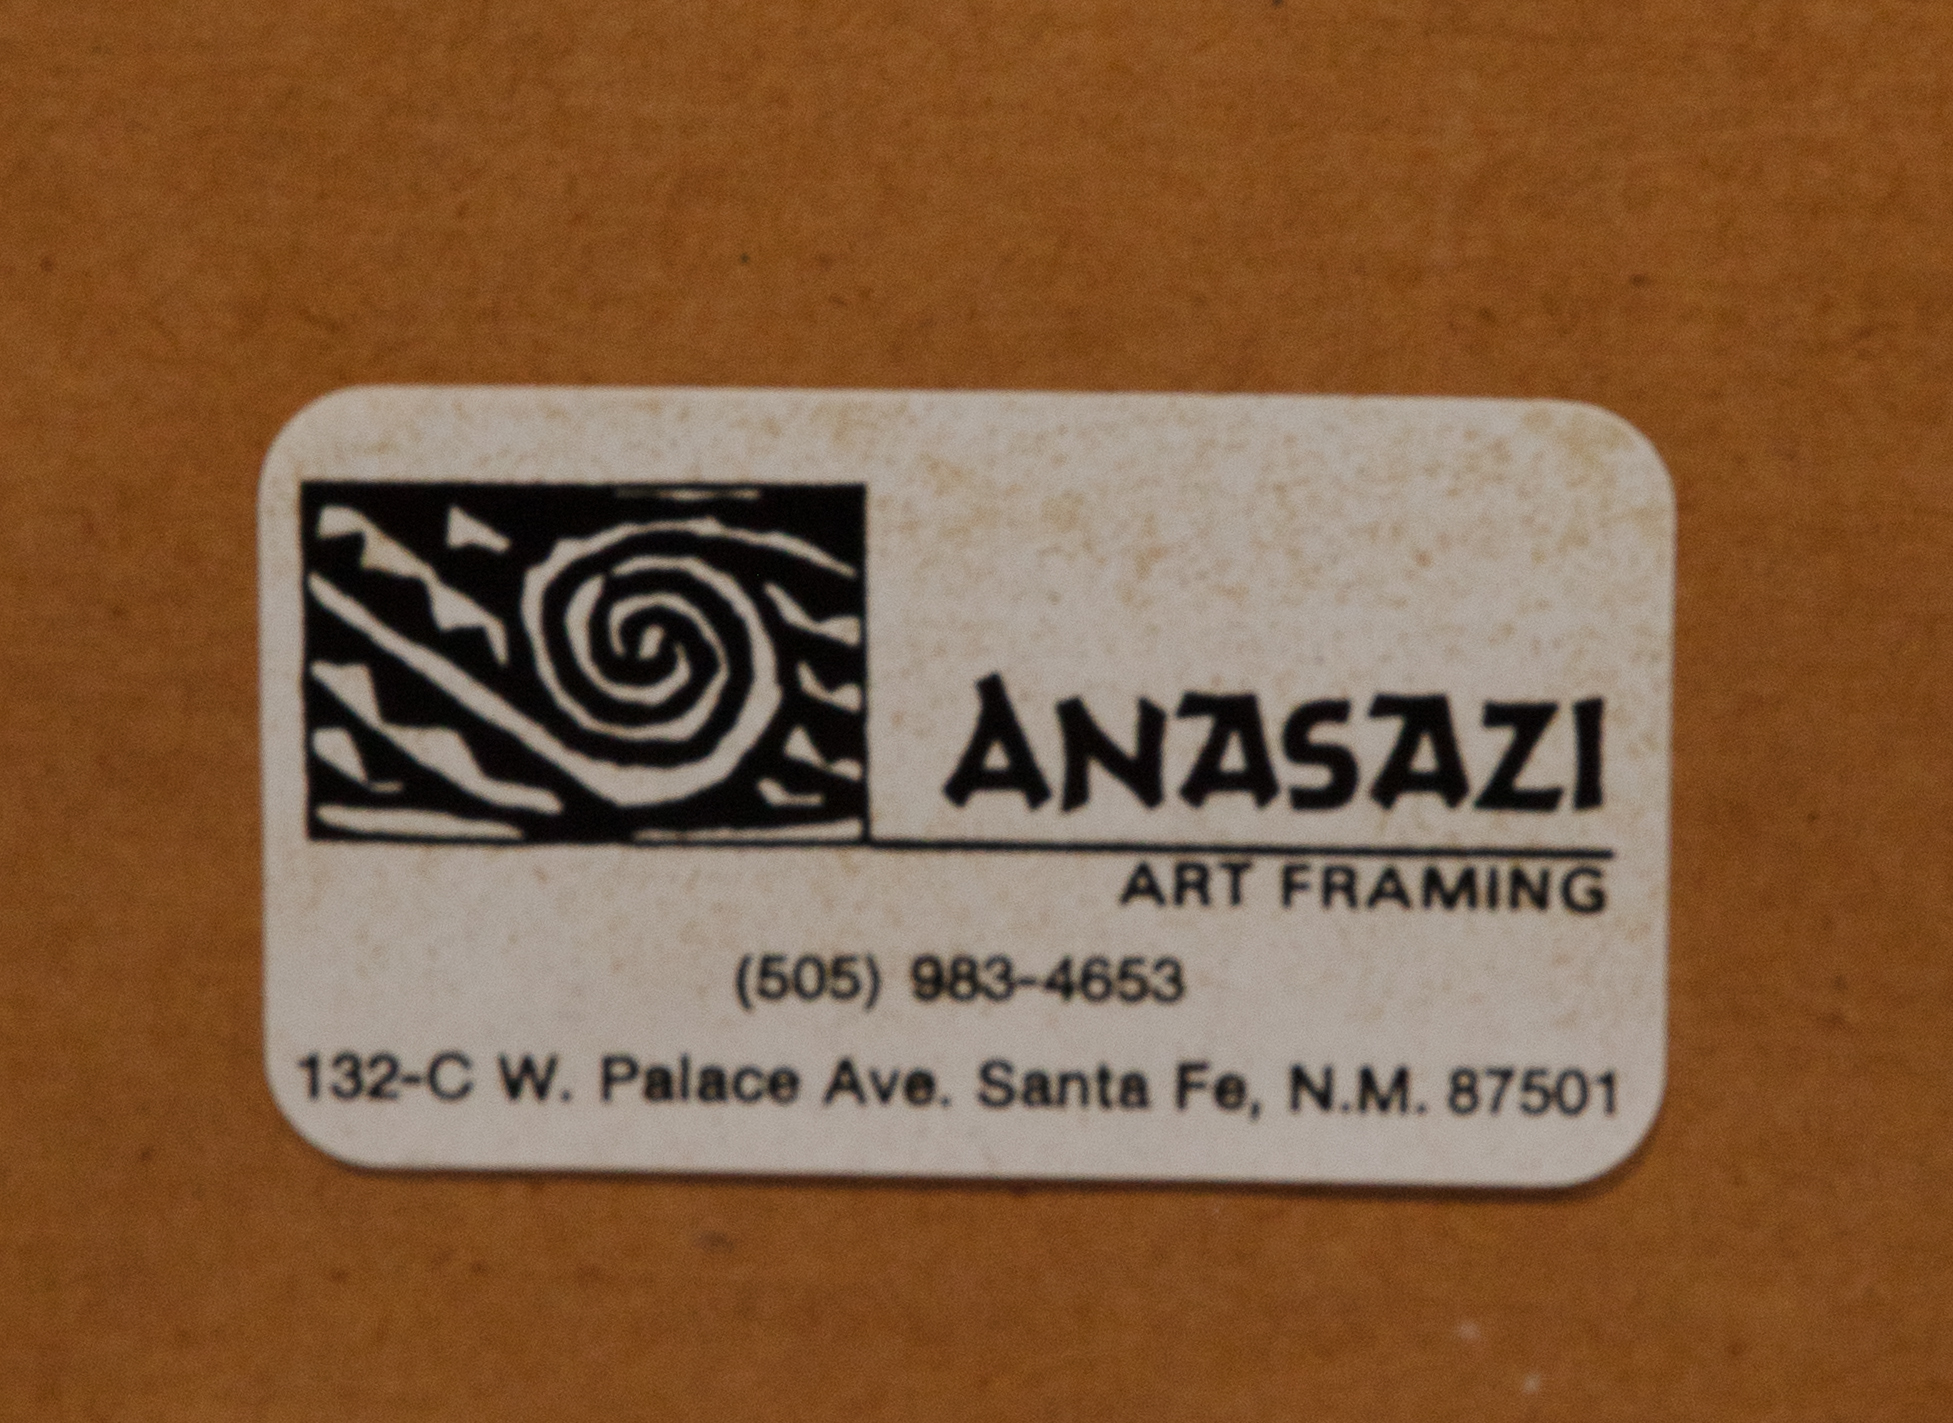 ANASAZI
ART FRAMING
(505) 983-4653
132-C W. Palace Ave. Santa Fe, N.M. 87501